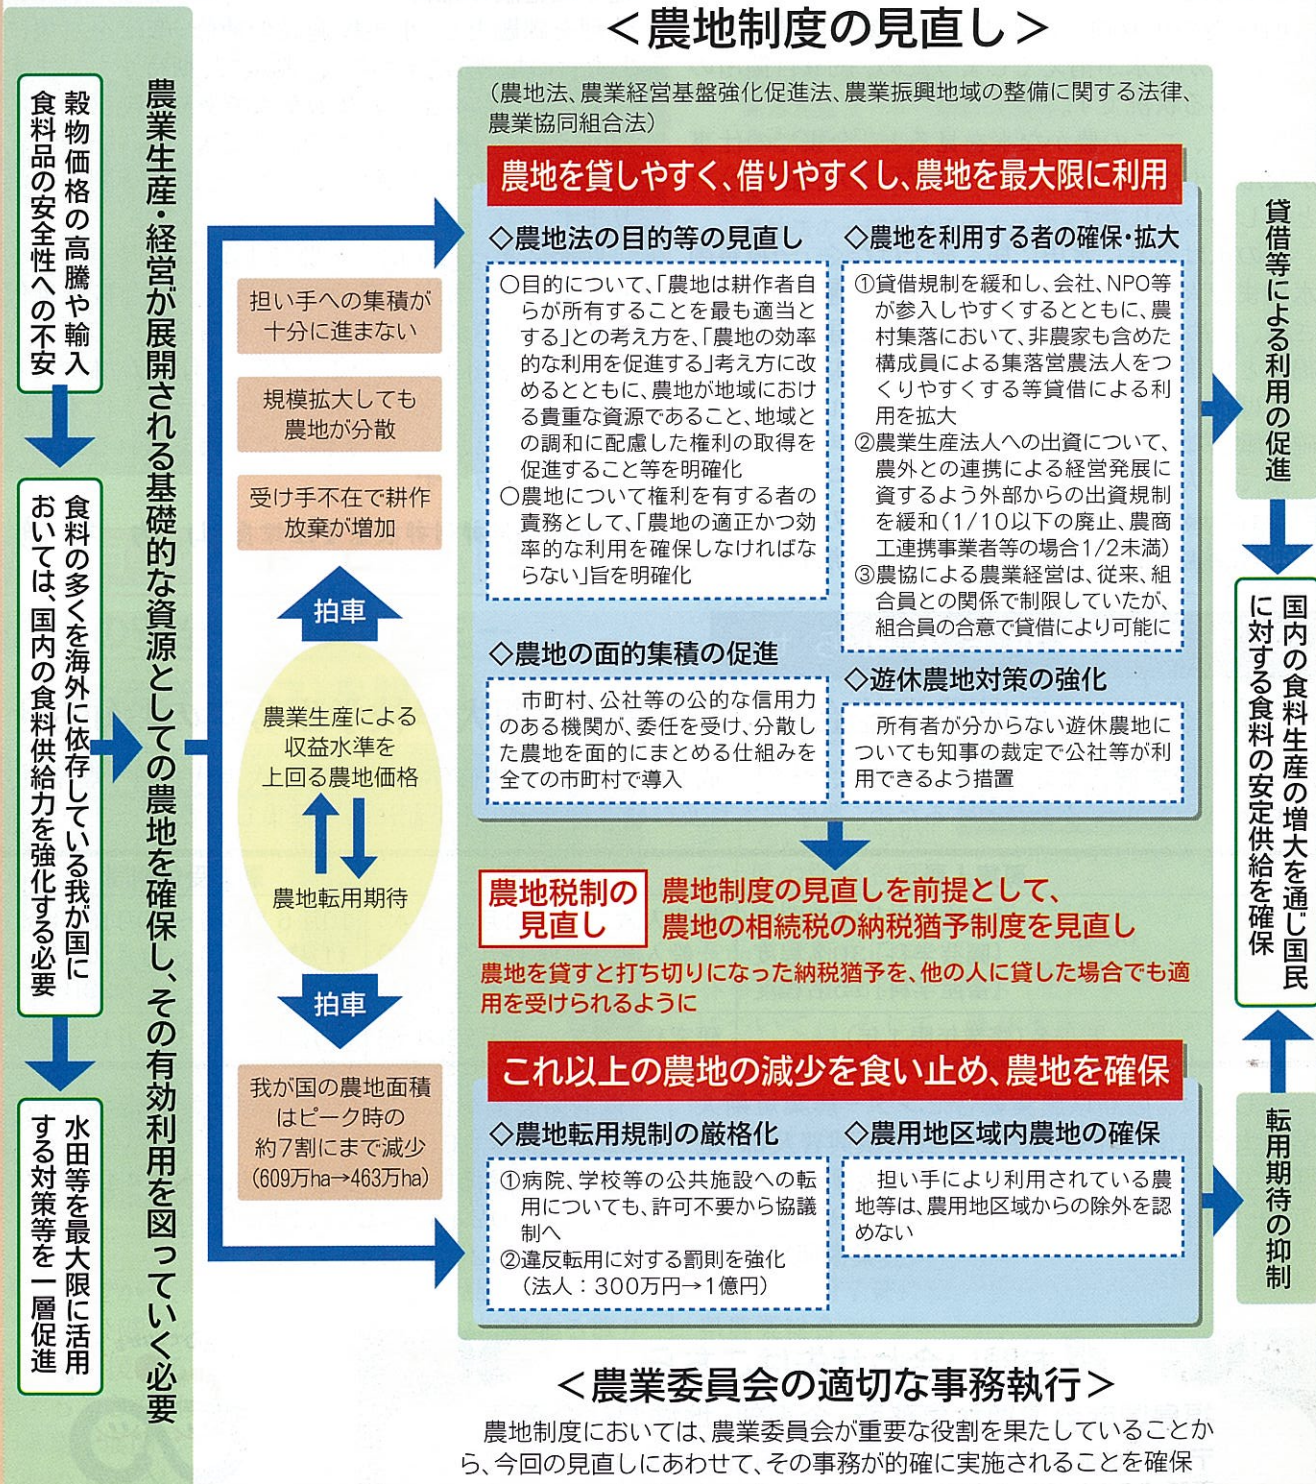 ＜農地制度の見直し＞
穀物価格の高騰や輸入
食料品の安全性への不安
食料の多くを海外に依存している我が国に
おいては、国内の食料供給力を強化する必要
水田等を最大限に活用
する対策等を一層促進
農業生産・経営が展開される基礎的な資源としての農地を確保し、その有効利用を図っていく必要
担い手への集積が
十分に進まない
規模拡大しても
農地が分散
受け手不在で耕作
放棄が増加
拍車
農業生産による
収益水準を
上回る農地価格
農地転用期待
拍車
我が国の農地面積
はピーク時の
約7割にまで減少
(609万ha→463万ha)
（農地法、農業経営基盤強化促進法、農業振興地域の整備に関する法律、
農業協同組合法）
農地を貸しやすく、借りやすくし、農地を最大限に利用
◇農地法の目的等の見直し
○目的について、「農地は耕作者自
らが所有することを最も適当と
する」との考え方を、「農地の効率
的な利用を促進する」考え方に改
めるとともに、農地が地域におけ
る貴重な資源であること、地域と
の調和に配慮した権利の取得を
促進すること等を明確化
○農地について権利を有する者の
責務として、「農地の適正かつ効
率的な利用を確保しなければな
らない」旨を明確化
◇農地を利用する者の確保・拡大
①貸借規制を緩和し、会社、NPO等
が参入しやすくするとともに、農
村集落において、非農家も含めた
構成員による集落営農法人をつ
くりやすくする等貸借による利
用を拡大
②農業生産法人への出資について、
農外との連携による経営発展に
資するよう外部からの出資規制
を緩和（1/10以下の廃止、農商
工連携事業者等の場合1/2未満）
③農協による農業経営は、従来、組
合員との関係で制限していたが、
組合員の合意で貸借により可能に
◇農地の面的集積の促進
市町村、公社等の公的な信用力
のある機関が、委任を受け、分散し
た農地を面的にまとめる仕組みを
全ての市町村で導入
◇遊休農地対策の強化
所有者が分からない遊休農地に
ついても知事の裁定で公社等が利
用できるよう措置
農地税制の
見直し
農地制度の見直しを前提として、
農地の相続税の納税猶予制度を見直し
農地を貸すと打ち切りになった納税猶予を、他の人に貸した場合でも適
用を受けられるように
これ以上の農地の減少を食い止め、農地を確保
◇農地転用規制の厳格化
①病院、学校等の公共施設への転
用についても、許可不要から協議
制へ
②違反転用に対する罰則を強化
（法人：300万円→1億円）
◇農用地区域内農地の確保
担い手により利用されている農
地等は、農用地区域からの除外を認
めない
貸借等による利用の促進
国内の食料生産の増大を通じ国民
に対する食料の安定供給を確保
転用期待の抑制
＜農業委員会の適切な事務執行＞
農地制度においては、農業委員会が重要な役割を果たしていることか
ら、今回の見直しにあわせて、その事務が的確に実施されることを確保